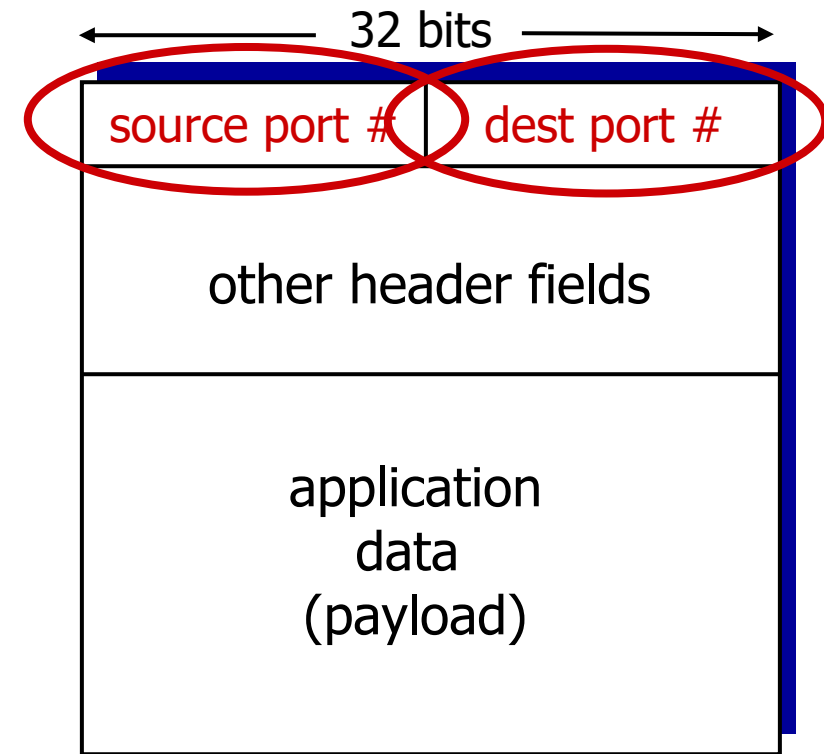 32 bits
source port # dest port #
other header fields
application
data
(payload)